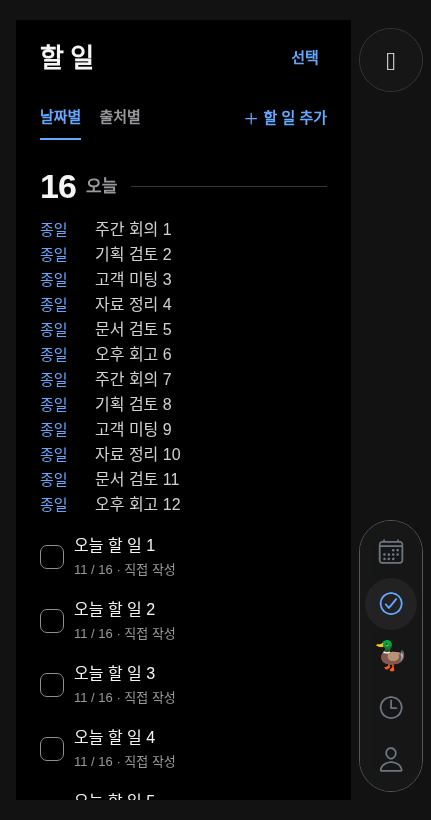 할 일
선택
날짜별 출처별 + 할 일 추가
16 오늘
종일 주간 회의 1
종일 기획 검토 2
종일 고객 미팅 3
종일 자료 정리 4
종일 문서 검토 5
종일 오후 회고 6
종일 주간 회의 7
종일 기획 검토 8
종일 고객 미팅 9
종일 자료 정리 10
종일 문서 검토 11
종일 오후 회고 12
오늘 할 일 1
11 / 16 · 직접 작성
오늘 할 일 2
11 / 16 · 직접 작성
오늘 할 일 3
11 / 16 · 직접 작성
오늘 할 일 4
11 / 16 · 직접 작성
오늘 할 일 5